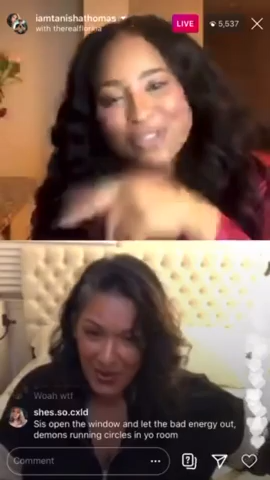 iamtanishathomas
with therealflorina
LIVE
5,537
Woah wtf
shes.so.cxld
Sis open the window and let the bad energy out,
demons running circles in yo room
Comment